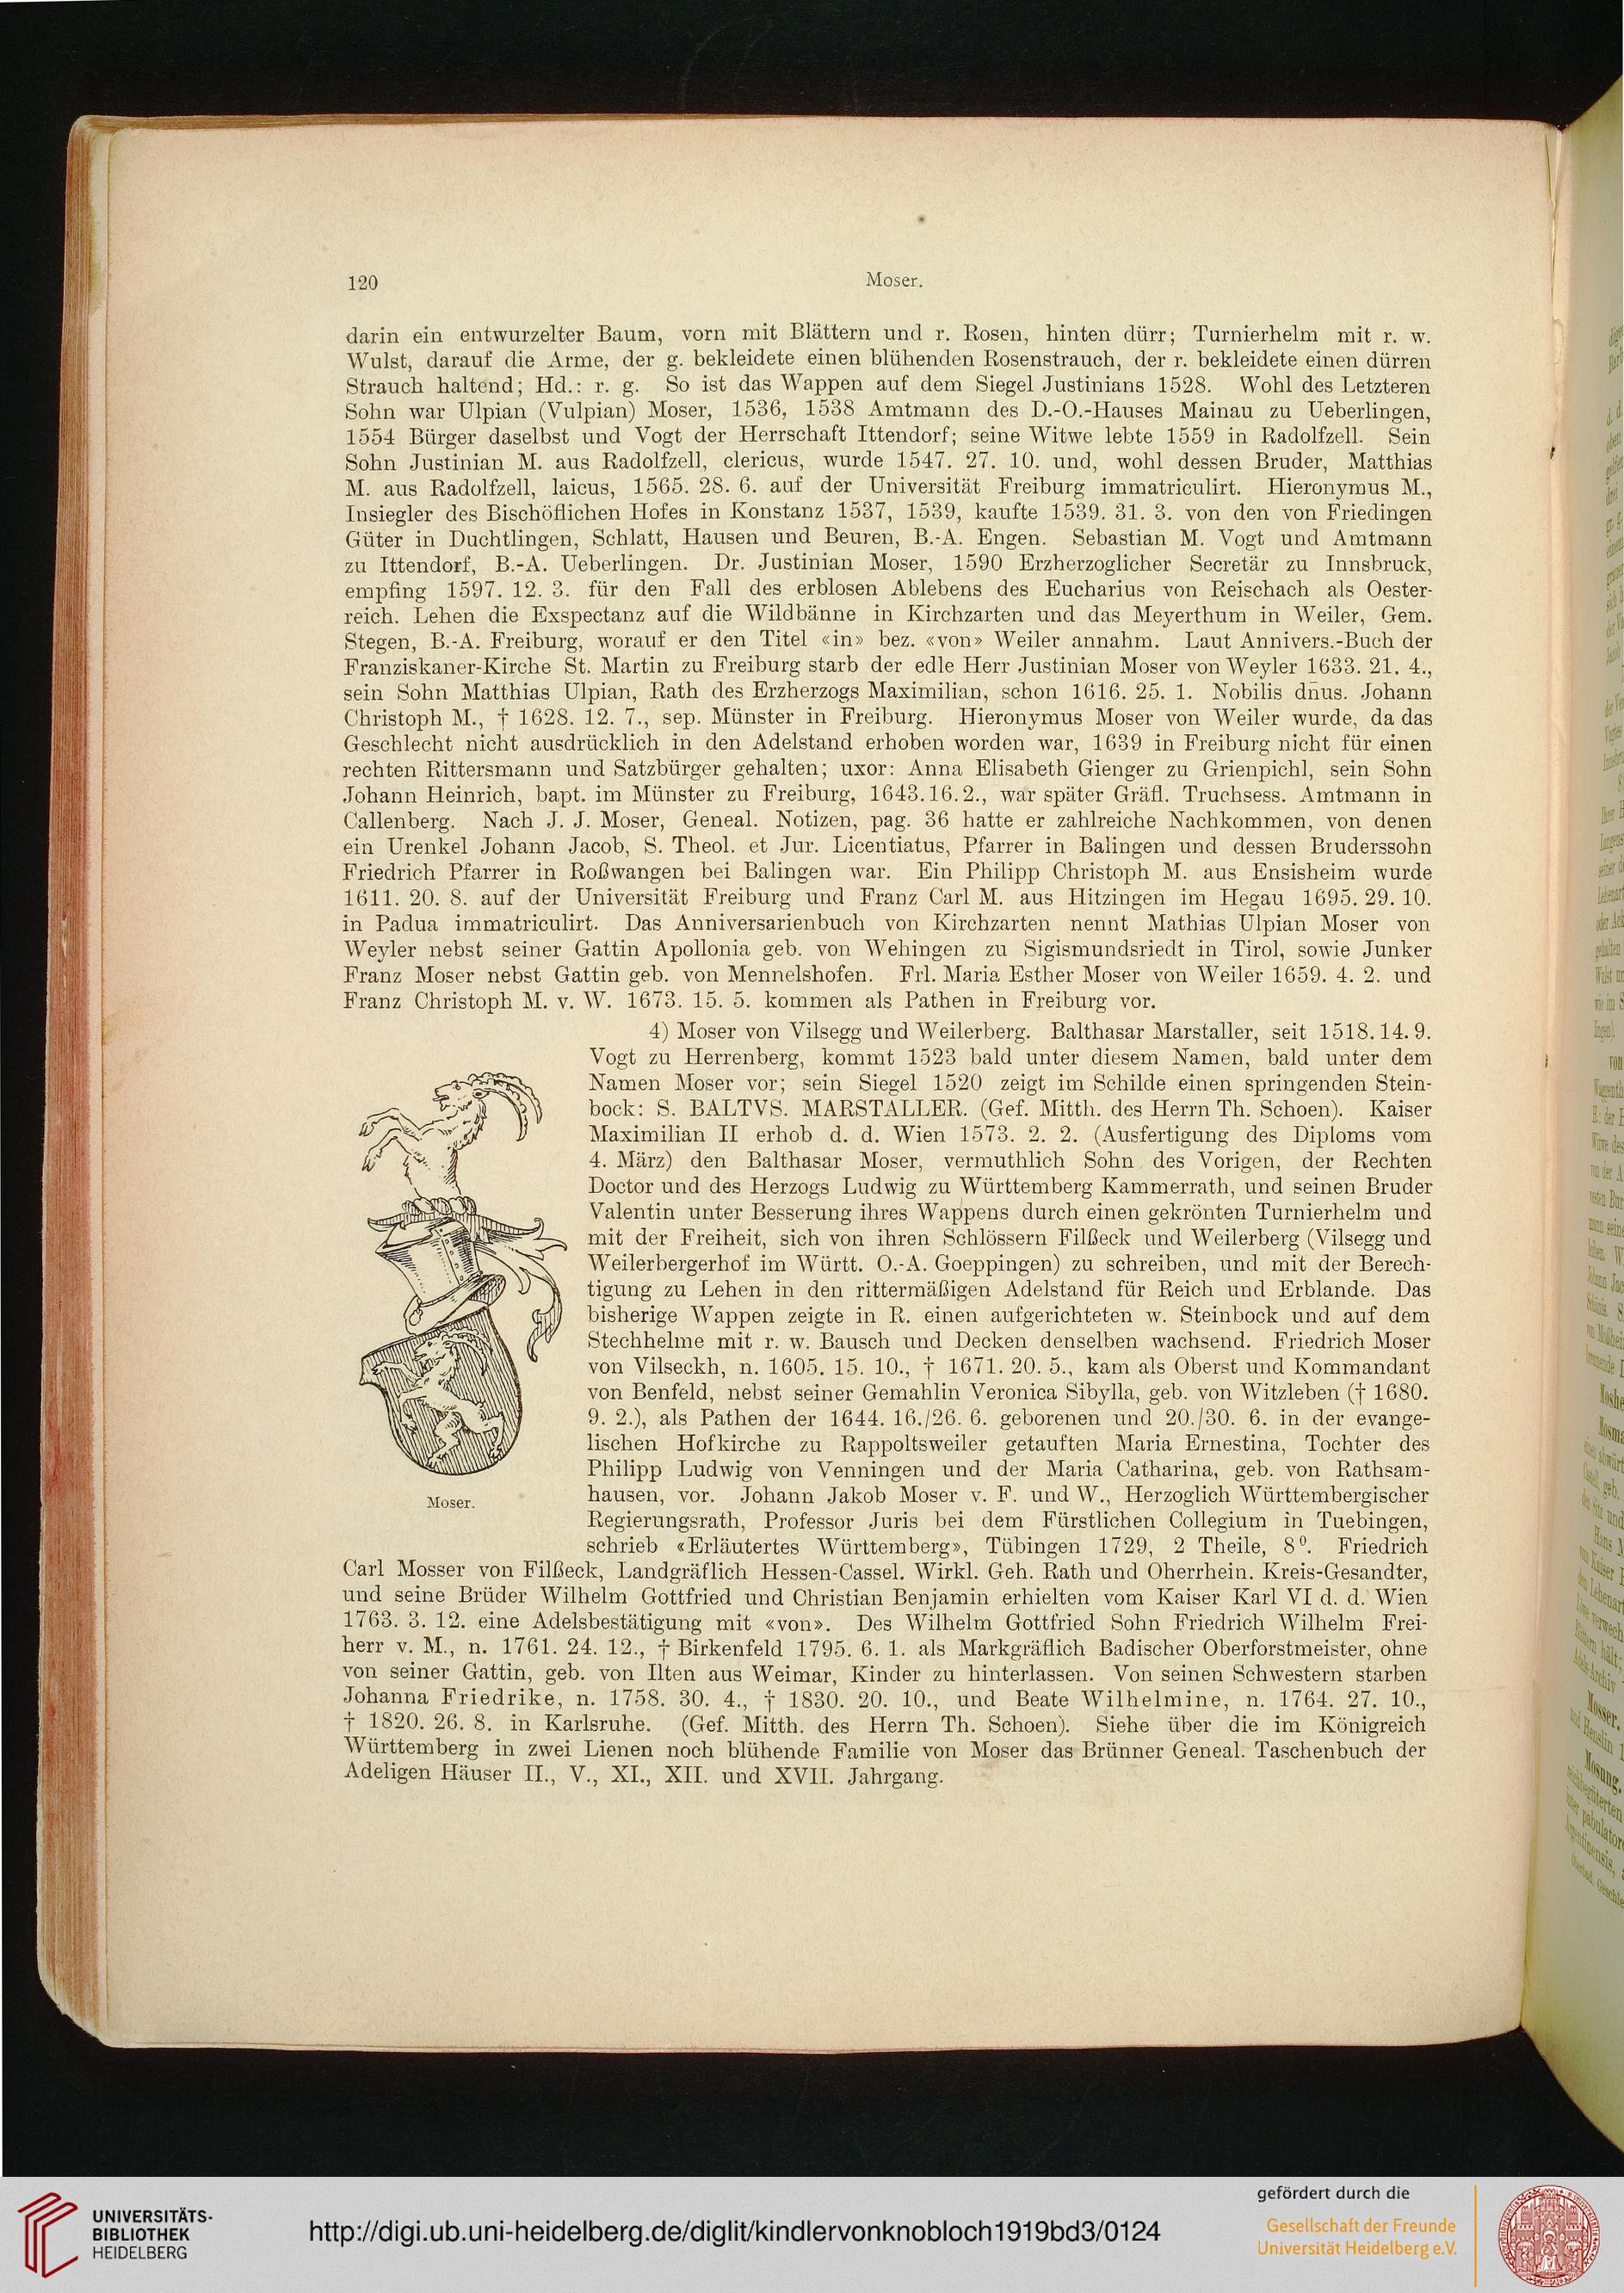 120
Moser.
darin ein entwurzelter Baum, vorn mit Blättern und r. Rosen, hinten dürr; Turnierhelm mit r. w.
Wulst, darauf die Arme, der g. bekleidete einen blühenden Rosenstrauch, der r. bekleidete einen dürren
Strauch haltend; Hd.: r. g. So ist das Wappen auf dem Siegel Justinians 1528. Wohl des Letzteren
Sohn war Ulpian (Vulpian) Moser, 1536, 1538 Amtmann des D.-O.-Hauses Mainau zu Ueberlingen,
1554 Bürger daselbst und Vogt der Herrschaft Ittendorf; seine Witwe lebte 1559 in Radolfzell. Sein
Sohn Justinian M. aus Radolfzell, clericus, wurde 1547. 27. 10. und, wohl dessen Bruder, Matthias
M. aus Radolfzell, laicus, 1565. 28. 6. auf der Universität Freiburg immatriculirt. Hieronymus M.,
Insiegler des Bischöflichen Hofes in Konstanz 1537, 1539, kaufte 1539. 31. 3. von den von Friedingen
Güter in Duchtlingen, Schlatt, Hausen und Beuren, B.-A. Engen. Sebastian M. Vogt und Amtmann
zu Ittendorf, B.-A. Ueberlingen. Dr. Justinian Moser, 1590 Erzherzoglicher Secretär zu Innsbruck,
empfing 1597. 12. 3. für den Fall des erblosen Ablebens des Eucharius von Reischach als Oester-
reich. Lehen die Exspectanz auf die Wildbänne in Kirchzarten und das Meyerthum in Weiler, Gem.
Stegen, B.-A. Freiburg, worauf er den Titel «in» bez. «von» Weiler annahm. Laut Annivers.-Buch der
Franziskaner-Kirche St. Martin zu Freiburg starb der edle Herr Justinian Moser von Weyler 1633. 21. 4.,
sein Sohn Matthias Ulpian, Rath des Erzherzogs Maximilian, schon 1616. 25. 1. Nobilis dn̄us. Johann
Christoph M., † 1628. 12. 7., sep. Münster in Freiburg. Hieronymus Moser von Weiler wurde, da das
Geschlecht nicht ausdrücklich in den Adelstand erhoben worden war, 1639 in Freiburg nicht für einen
rechten Rittersmann und Satzbürger gehalten; uxor: Anna Elisabeth Gienger zu Grienpichl, sein Sohn
Johann Heinrich, bapt. im Münster zu Freiburg, 1643. 16. 2., war später Gräfl. Truchsess. Amtmann in
Callenberg. Nach J. J. Moser, Geneal. Notizen, pag. 36 hatte er zahlreiche Nachkommen, von denen
ein Urenkel Johann Jacob, S. Theol. et Jur. Licentiatus, Pfarrer in Balingen und dessen Bruderssohn
Friedrich Pfarrer in Roßwangen bei Balingen war. Ein Philipp Christoph M. aus Ensisheim wurde
1611. 20. 8. auf der Universität Freiburg und Franz Carl M. aus Hitzingen im Hegau 1695. 29. 10.
in Padua immatriculirt. Das Anniversarienbuch von Kirchzarten nennt Mathias Ulpian Moser von
Weyler nebst seiner Gattin Apollonia geb. von Wehingen zu Sigismundsriedt in Tirol, sowie Junker
Franz Moser nebst Gattin geb. von Mennelshofen. Frl. Maria Esther Moser von Weiler 1659. 4. 2. und
Franz Christoph M. v. W. 1673. 15. 5. kommen als Pathen in Freiburg vor.
4) Moser von Vilsegg und Weilerberg. Balthasar Marstaller, seit 1518. 14. 9.
Vogt zu Herrenberg, kommt 1523 bald unter diesem Namen, bald unter dem
Namen Moser vor; sein Siegel 1520 zeigt im Schilde einen springenden Stein-
bock: S. BALTVS. MARSTALLER. (Gef. Mitth. des Herrn Th. Schoen). Kaiser
Maximilian II erhob d. d. Wien 1573. 2. 2. (Ausfertigung des Diploms vom
4. März) den Balthasar Moser, vermuthlich Sohn des Vorigen, der Rechten
Doctor und des Herzogs Ludwig zu Württemberg Kammerrath, und seinen Bruder
Valentin unter Besserung ihres Wappens durch einen gekrönten Turnierhelm und
mit der Freiheit, sich von ihren Schlössern Filßeck und Weilerberg (Vilsegg und
Weilerbergerhof im Württ. O.-A. Goeppingen) zu schreiben, und mit der Berech-
tigung zu Lehen in den rittermäßigen Adelstand für Reich und Erblande. Das
bisherige Wappen zeigte in R. einen aufgerichteten w. Steinbock und auf dem
Stechhelme mit r. w. Bausch und Decken denselben wachsend. Friedrich Moser
von Vilseckh, n. 1605. 15. 10., † 1671. 20. 5., kam als Oberst und Kommandant
von Benfeld, nebst seiner Gemahlin Veronica Sibylla, geb. von Witzleben († 1680.
9. 2.), als Pathen der 1644. 16./26. 6. geborenen und 20./30. 6. in der evange-
lischen Hofkirche zu Rappoltsweiler getauften Maria Ernestina, Tochter des
Philipp Ludwig von Venningen und der Maria Catharina, geb. von Rathsam-
hausen, vor. Johann Jakob Moser v. F. und W., Herzoglich Württembergischer
Regierungsrath, Professor Juris bei dem Fürstlichen Collegium in Tuebingen,
schrieb «Erläutertes Württemberg», Tübingen 1729, 2 Theile, 8⁰. Friedrich
Moser.
Carl Mosser von Filßeck, Landgräflich Hessen-Cassel. Wirkl. Geh. Rath und Oherrhein. Kreis-Gesandter,
und seine Brüder Wilhelm Gottfried und Christian Benjamin erhielten vom Kaiser Karl VI d. d. Wien
1763. 3. 12. eine Adelsbestätigung mit «von». Des Wilhelm Gottfried Sohn Friedrich Wilhelm Frei-
herr v. M., n. 1761. 24. 12., † Birkenfeld 1795. 6. 1. als Markgräflich Badischer Oberforstmeister, ohne
von seiner Gattin, geb. von Ilten aus Weimar, Kinder zu hinterlassen. Von seinen Schwestern starben
Johanna Friedrike, n. 1758. 30. 4., † 1830. 20. 10., und Beate Wilhelmine, n. 1764. 27. 10.,
† 1820. 26. 8. in Karlsruhe. (Gef. Mitth. des Herrn Th. Schoen). Siehe über die im Königreich
Württemberg in zwei Lienen noch blühende Familie von Moser das Brünner Geneal. Taschenbuch der
Adeligen Häuser II., V., XI., XII. und XVII. Jahrgang.
UNIVERSITÄTS-
BIBLIOTHEK
HEIDELBERG
http://digi.ub.uni-heidelberg.de/diglit/kindlervonknobloch1919bd3/0124
gefördert durch die
Gesellschaft der Freunde
Universität Heidelberg e.V.